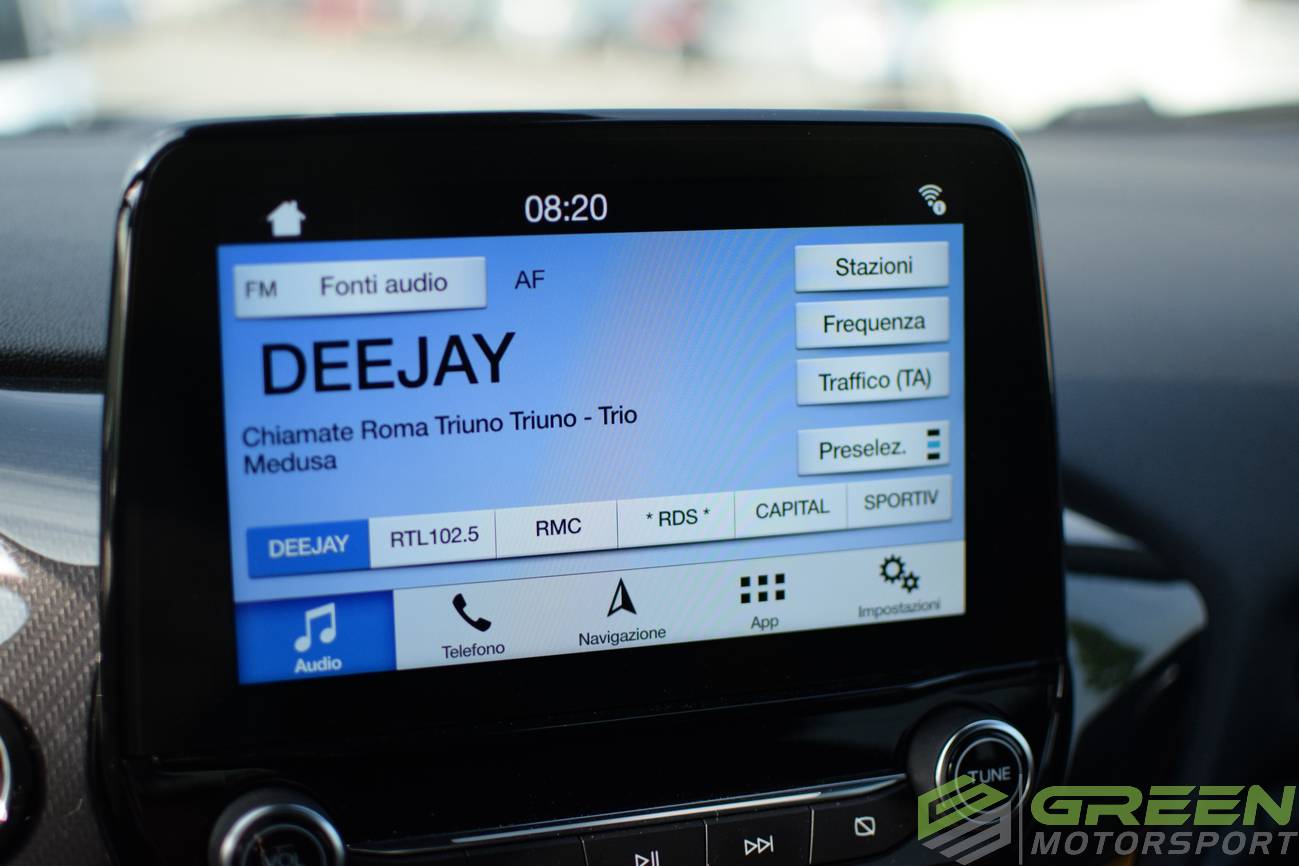 08:20
FM Fonti audio
AF
Stazioni
DEEJAY
Frequenza
Traffico (TA)
Chiamate Roma Triuno Triuno - Trio
Medusa
Preselez.
DEEJAY
RTL102.5
RMC
* RDS *
CAPITAL
SPORTIV
Audio
Telefono
Navigazione
App
Impostazioni
VOL
TUNE
GREEN
MOTORSPORT